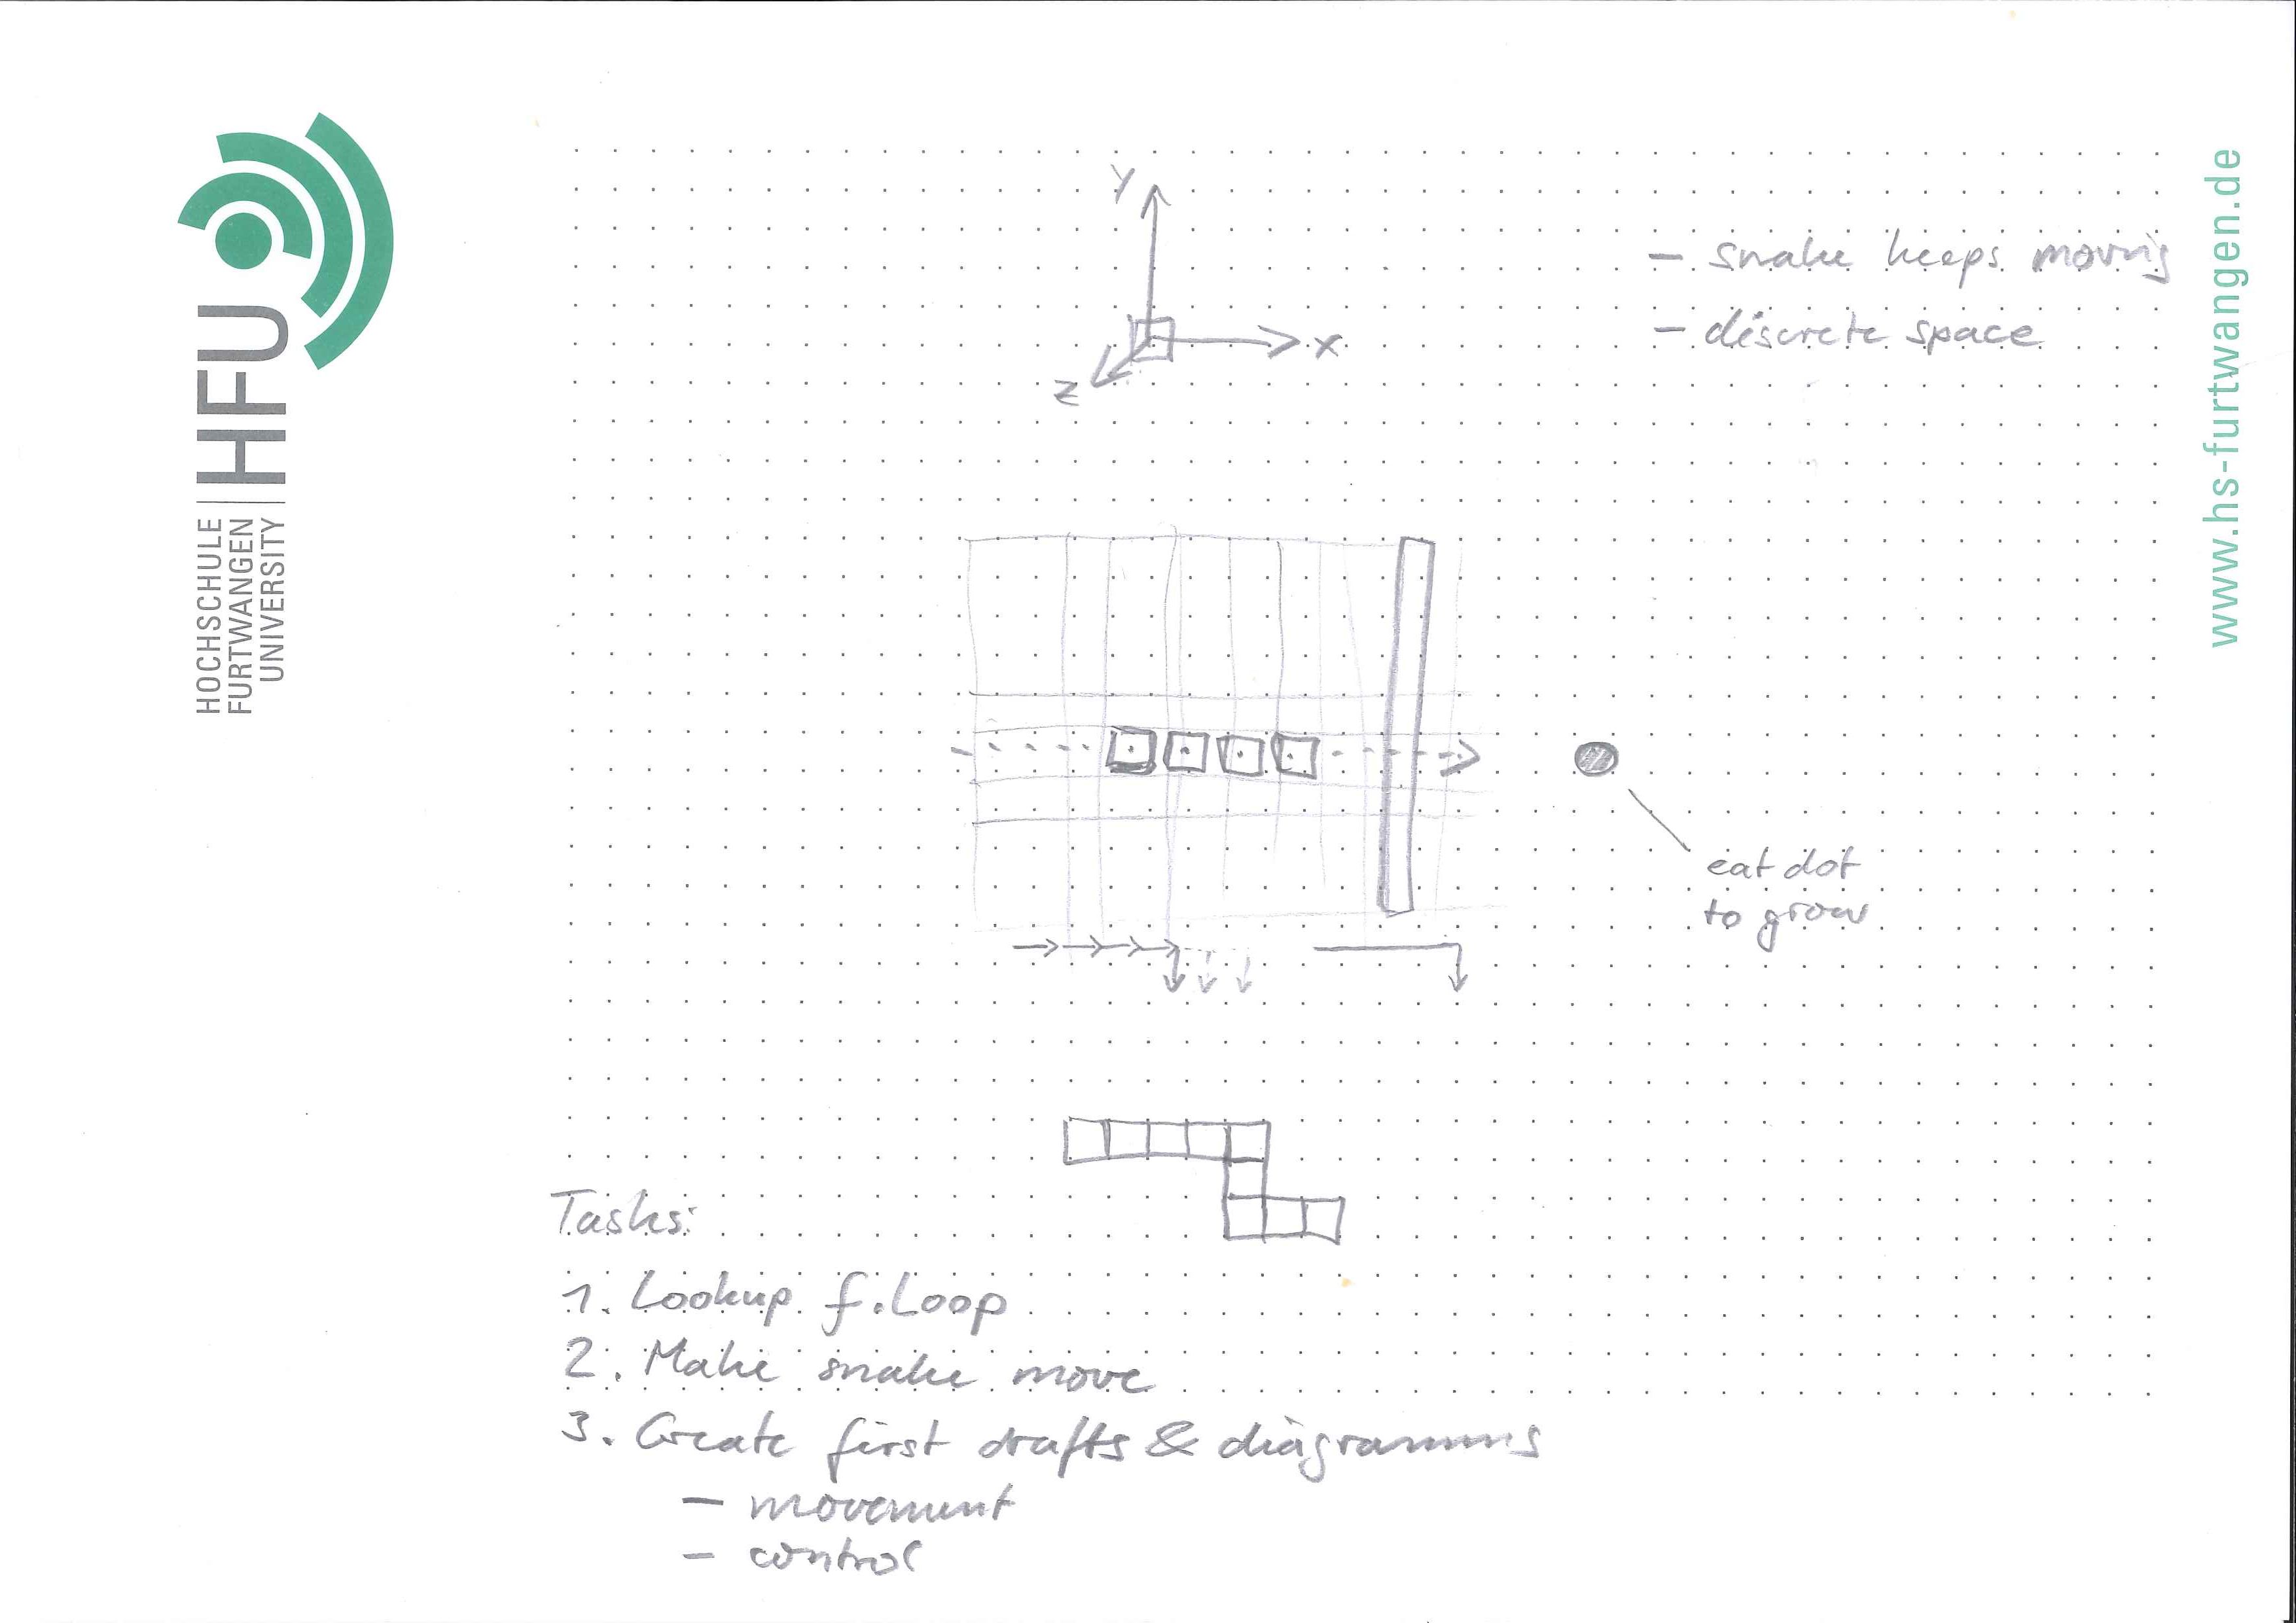 HOCHSCHULE
FURTWANGEN
UNIVERSITY
HFU
www.hs-furtwangen.de
Y
X
Z
- snake keeps moving
- discrete space
eat dot
to grow
Tasks:
1. Lookup f.Loop
2. Make snake move
3. Create first drafts & diagramms
- movement
- control